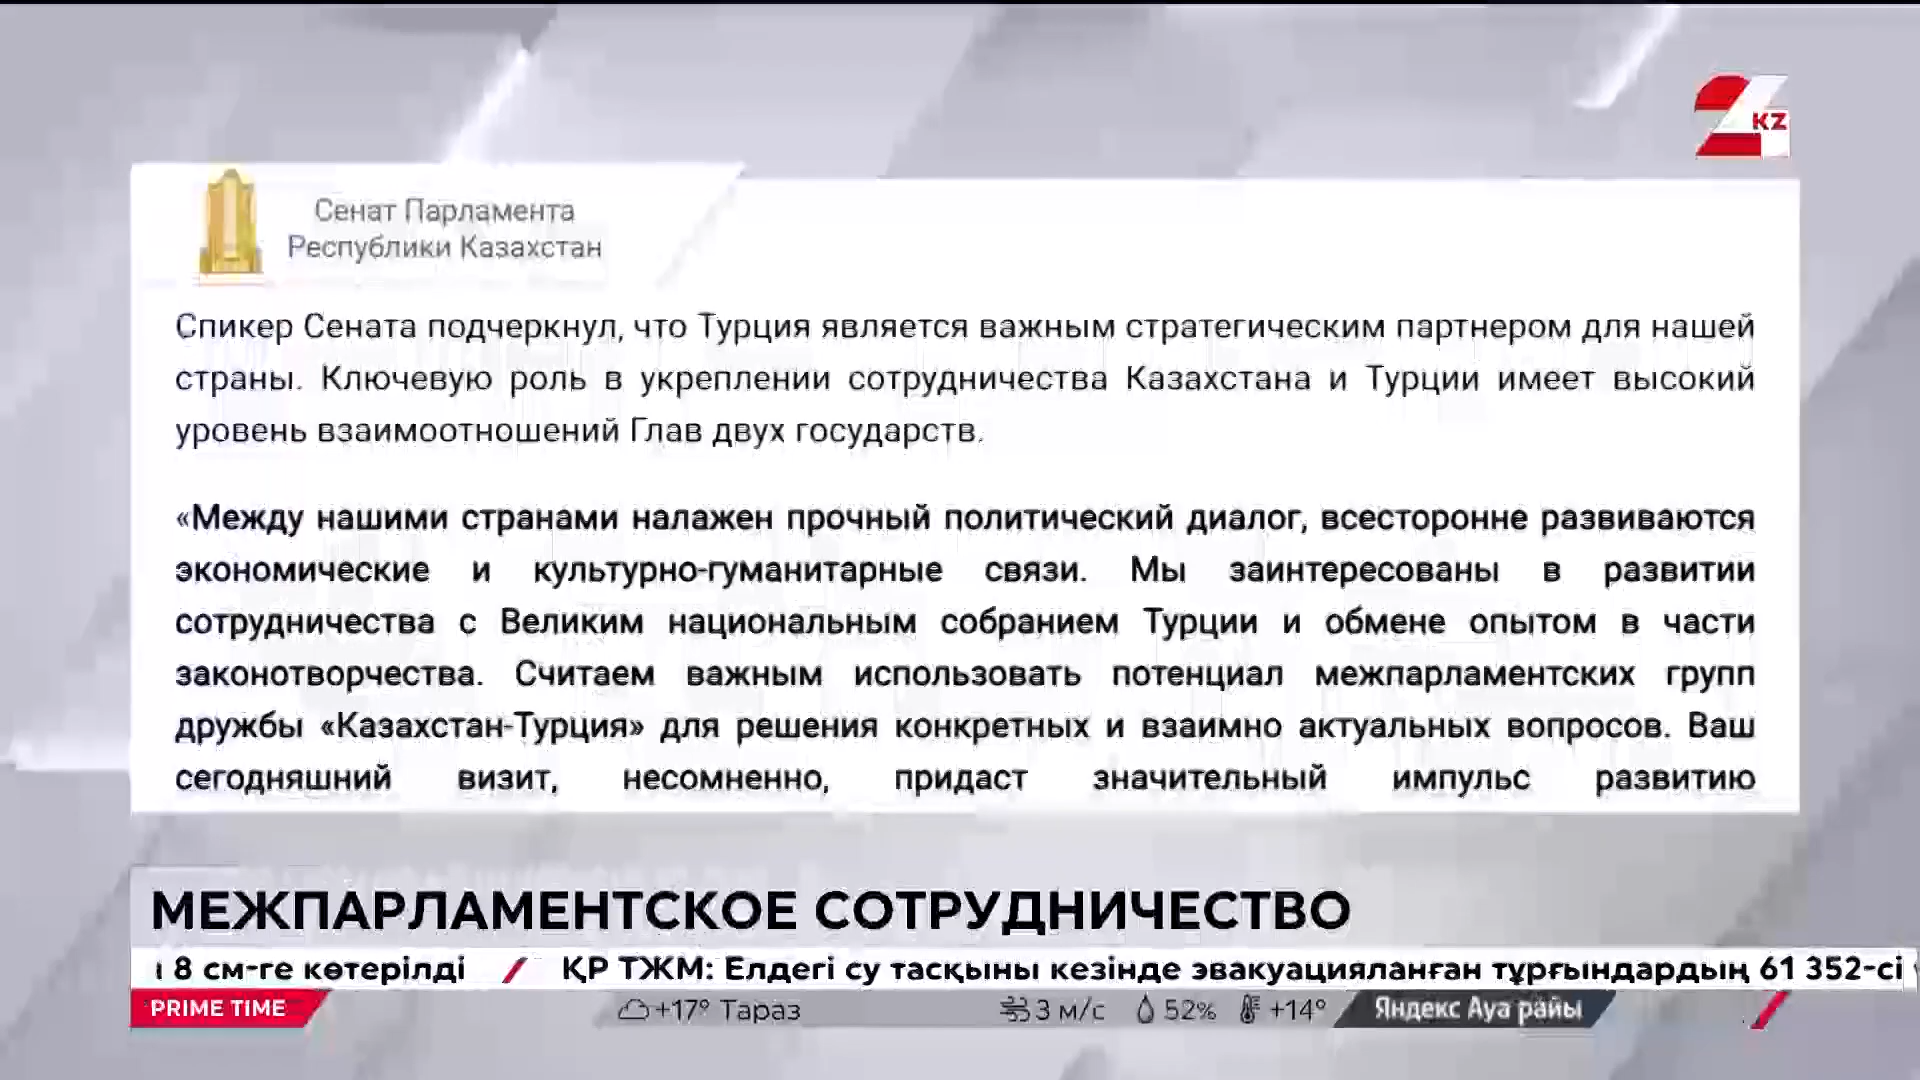 24 KZ
Сенат Парламента
Республики Казахстан
Спикер Сената подчеркнул, что Турция является важным стратегическим партнером для нашей
страны. Ключевую роль в укреплении сотрудничества Казахстана и Турции имеет высокий
уровень взаимоотношений Глав двух государств.
«Между нашими странами налажен прочный политический диалог, всесторонне развиваются
экономические и культурно-гуманитарные связи. Мы заинтересованы в развитии
сотрудничества с Великим национальным собранием Турции и обмене опытом в части
законотворчества. Считаем важным использовать потенциал межпарламентских групп
дружбы «Казахстан-Турция» для решения конкретных и взаимно актуальных вопросов. Ваш
сегодняшний визит, несомненно, придаст значительный импульс развитию
МЕЖПАРЛАМЕНТСКОЕ СОТРУДНИЧЕСТВО
8 см-ге көтерілді / ҚР ТЖМ: Елдегі су тасқыны кезінде эвакуацияланған тұрғындардың 61 352-сі
PRIME TIME +17° Тараз 3 м/с 52% +14° Яндекс Ауа райы